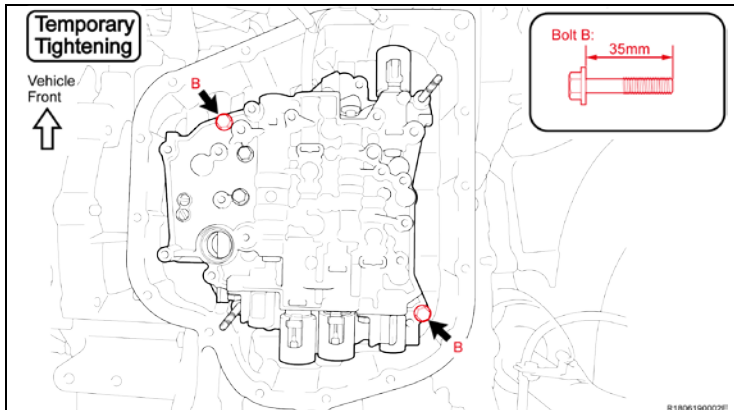 Temporary
Tightening
Vehicle
Front
B
Bolt B:
35mm
B
R1806190002E